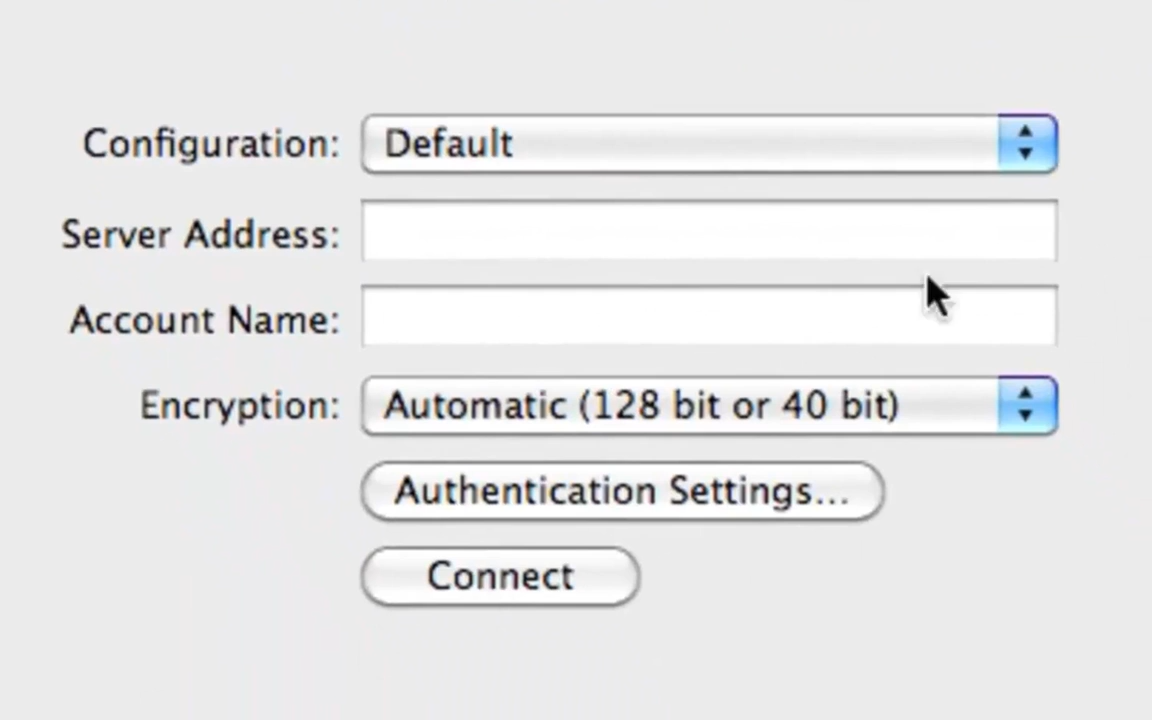 Configuration: Default
Server Address:
Account Name:
Encryption: Automatic (128 bit or 40 bit)
Authentication Settings...
Connect